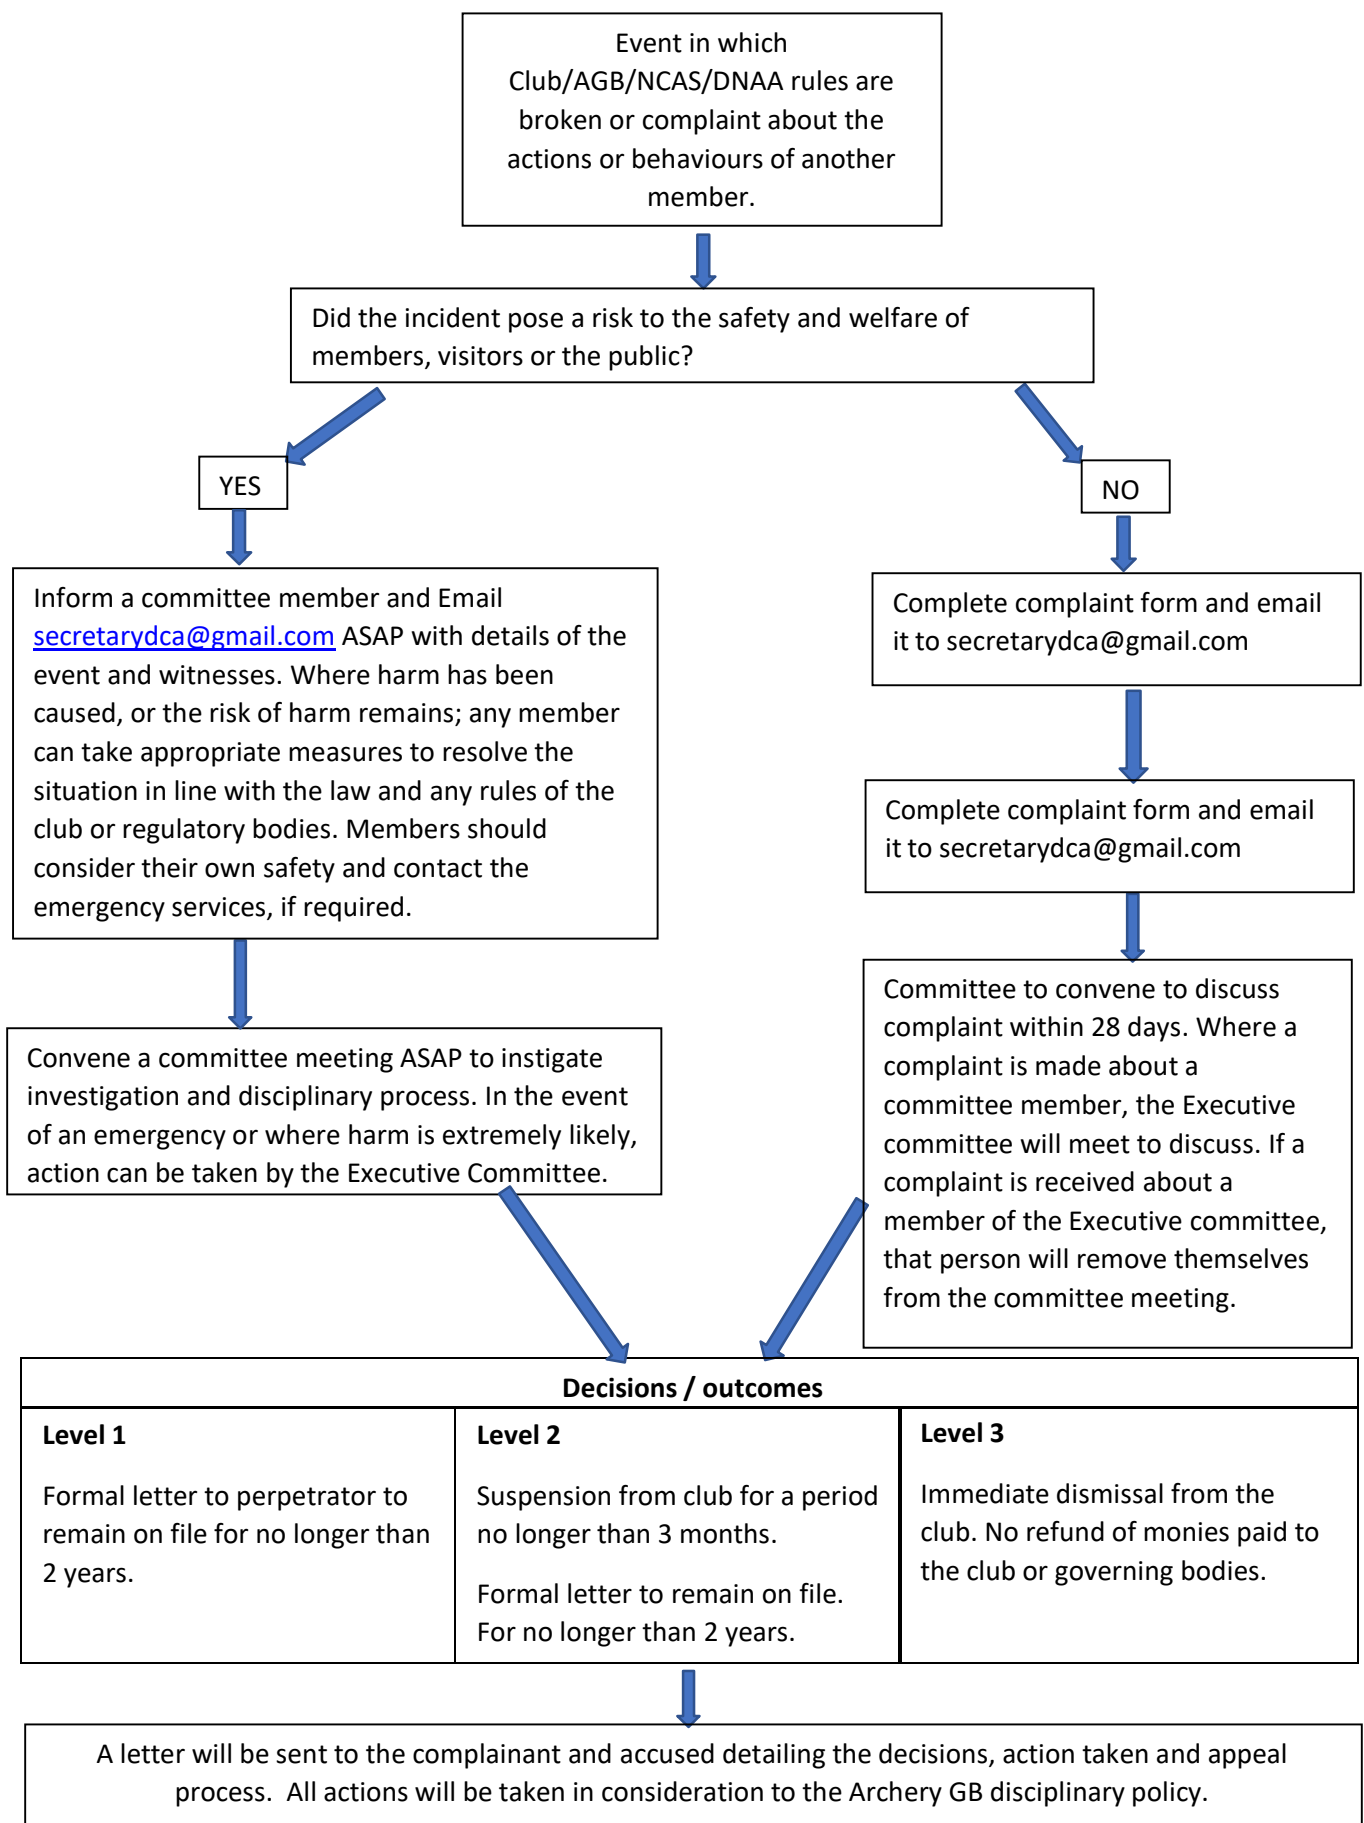 Event in which
Club/AGB/NCAS/DNAA rules are
broken or complaint about the
actions or behaviours of another
member.
Did the incident pose a risk to the safety and welfare of
members, visitors or the public?
YES
NO
Inform a committee member and Email
secretarydca@gmail.com ASAP with details of the
event and witnesses. Where harm has been
caused, or the risk of harm remains; any member
can take appropriate measures to resolve the
situation in line with the law and any rules of the
club or regulatory bodies. Members should
consider their own safety and contact the
emergency services, if required.
Complete complaint form and email
it to secretarydca@gmail.com
Complete complaint form and email
it to secretarydca@gmail.com
Convene a committee meeting ASAP to instigate
investigation and disciplinary process. In the event
of an emergency or where harm is extremely likely,
action can be taken by the Executive Committee.
Committee to convene to discuss
complaint within 28 days. Where a
complaint is made about a
committee member, the Executive
committee will meet to discuss. If a
complaint is received about a
member of the Executive committee,
that person will remove themselves
from the committee meeting.
Decisions / outcomes
Level 1
Formal letter to perpetrator to
remain on file for no longer than
2 years.
Level 2
Suspension from club for a period
no longer than 3 months.
Formal letter to remain on file.
For no longer than 2 years.
Level 3
Immediate dismissal from the
club. No refund of monies paid to
the club or governing bodies.
A letter will be sent to the complainant and accused detailing the decisions, action taken and appeal
process.  All actions will be taken in consideration to the Archery GB disciplinary policy.